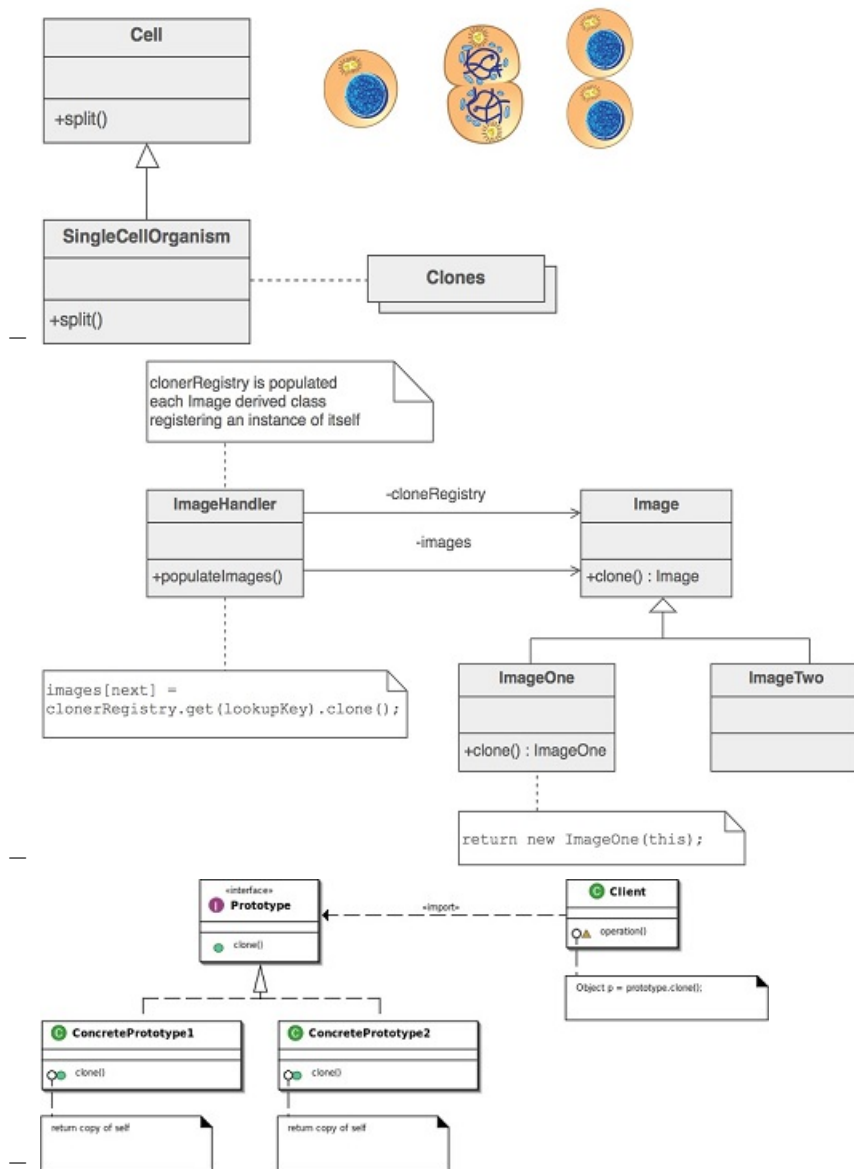 Cell
+split()
SingleCellOrganism
+split()
Clones
clonerRegistry is populated
each Image derived class
registering an instance of itself
ImageHandler
+populateImages()
-cloneRegistry
-images
Image
+clone() : Image
images[next] =
clonerRegistry.get(lookupKey).clone();
ImageOne
+clone() : ImageOne
ImageTwo
return new ImageOne(this);
«interface»
I Prototype
clone()
«import»
C Client
operation()
Object p = prototype.clone();
C ConcretePrototype1
clone()
return copy of self
C ConcretePrototype2
clone()
return copy of self